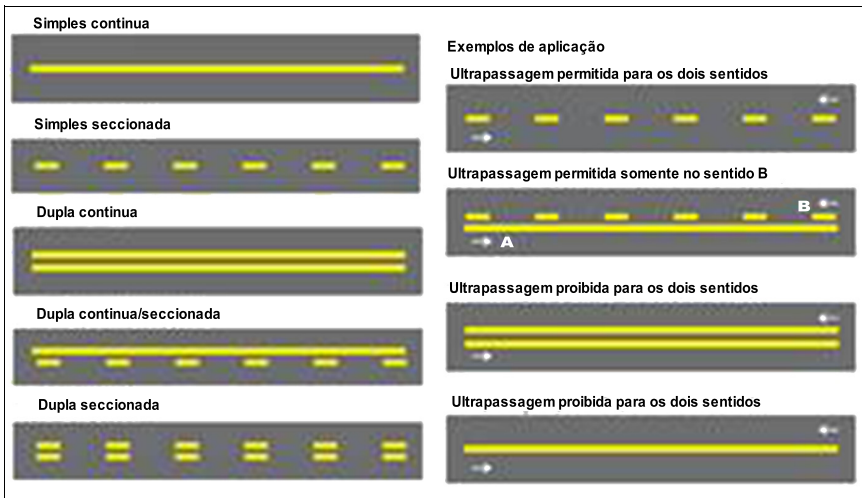 Simples continua
Simples seccionada
Dupla continua
Dupla continua/seccionada
Dupla seccionada
Exemplos de aplicação
Ultrapassagem permitida para os dois sentidos
Ultrapassagem permitida somente no sentido B
B
A
Ultrapassagem proibida para os dois sentidos
Ultrapassagem proibida para os dois sentidos